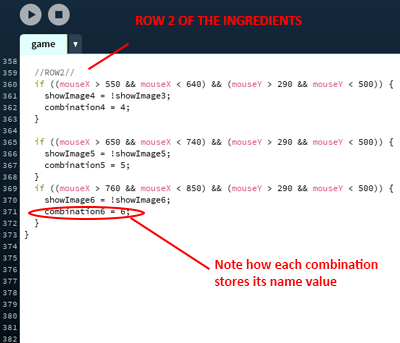 ROW 2 OF THE INGREDIENTS
game
358
359 //ROW2//
360 if ((mouseX > 550 && mouseX < 640) && (mouseY > 290 && mouseY < 500)) {
361 showImage4 = !showImage3;
362 combination4 = 4;
363 }
364
365 if ((mouseX > 650 && mouseX < 740) && (mouseY > 290 && mouseY < 500)) {
366 showImage5 = !showImage5;
367 combination5 = 5;
368 }
369 if ((mouseX > 760 && mouseX < 850) && (mouseY > 290 && mouseY < 500)) {
370 showImage6 = !showImage6;
371 combination6 = 6;
372 }
373 }
374
375
376
377
378
379
380
381
382
Note how each combination
stores its name value